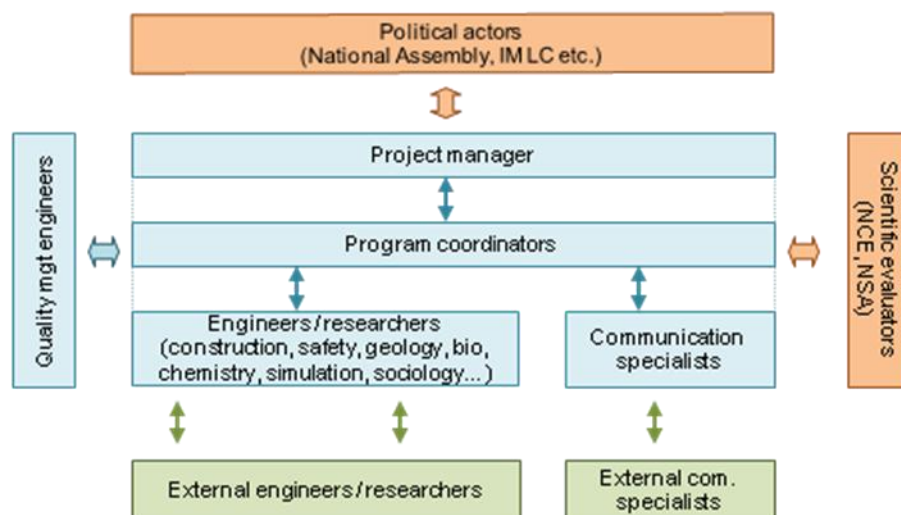 Political actors
(National Assembly, IMLC etc.)
Project manager
Quality mgt engineers
Program coordinators
Scientific evaluators
(NCE, NSA)
Engineers/researchers
(construction, safety, geology, bio,
chemistry, simulation, sociology...)
Communication
specialists
External engineers/researchers
External com.
specialists